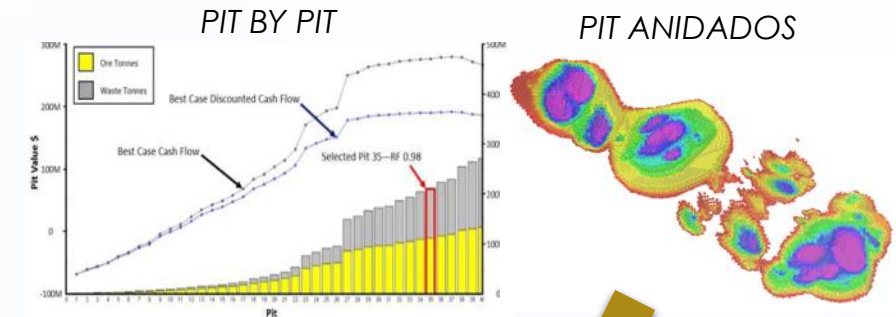 PIT BY PIT
PIT ANIDADOS
300M
500M
Ore Tonnes
Waste Tonnes
Best Case Discounted Cash Flow
400
200M
Best Case Cash Flow
Selected Pit 35—RF 0.98
300
100M
200
0
100
-100M
0
Pit Value $
Pit